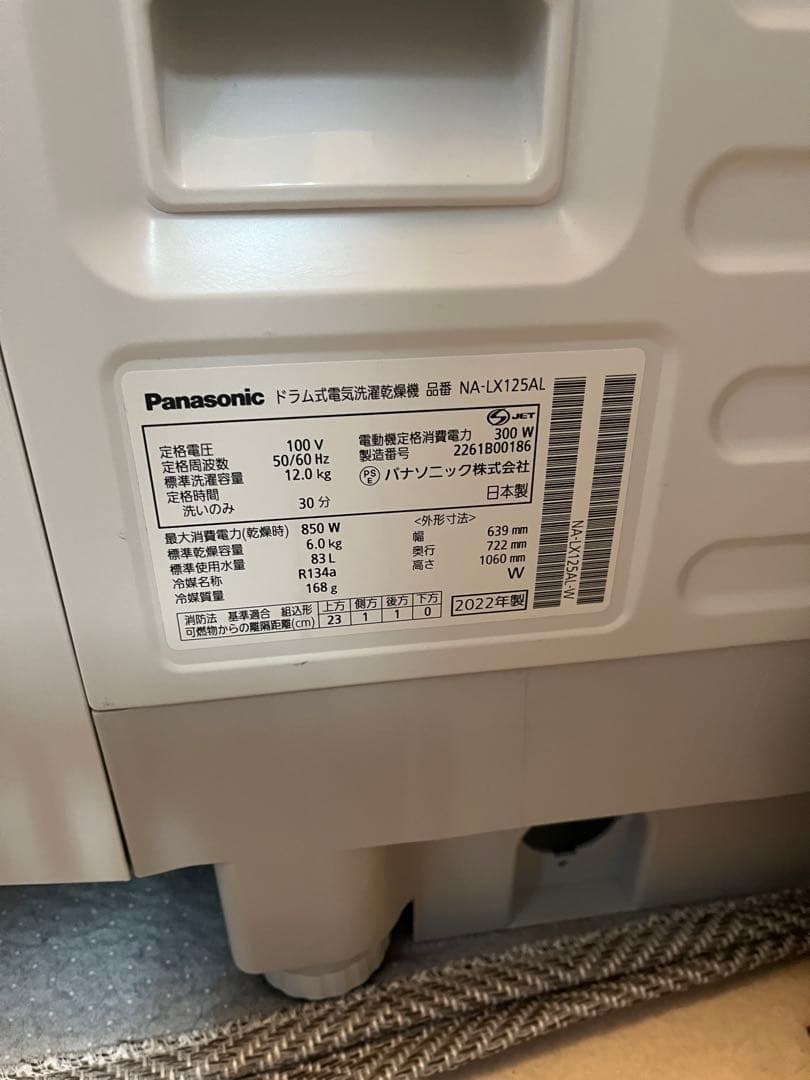 Panasonic ドラム式電気洗濯乾燥機 品番 NA-LX125AL
定格電圧 100 V
定格周波数 50/60 Hz
標準洗濯容量 12.0 kg
定格時間
洗いのみ 30 分
JET
電動機定格消費電力 300 W
製造番号 2261B00186
PSE パナソニック株式会社
日本製
最大消費電力(乾燥時) 850 W
標準乾燥容量 6.0 kg
標準使用水量 83 L
冷媒名称 R134a
冷媒質量 168 g
<外形寸法>
幅 639 mm
奥行 722 mm
高さ 1060 mm
W
消防法 基準適合 組込形 上方 側方 後方 下方
可燃物からの離隔距離(cm) 23 1 1 0
2022年製
NA-LX125AL-W